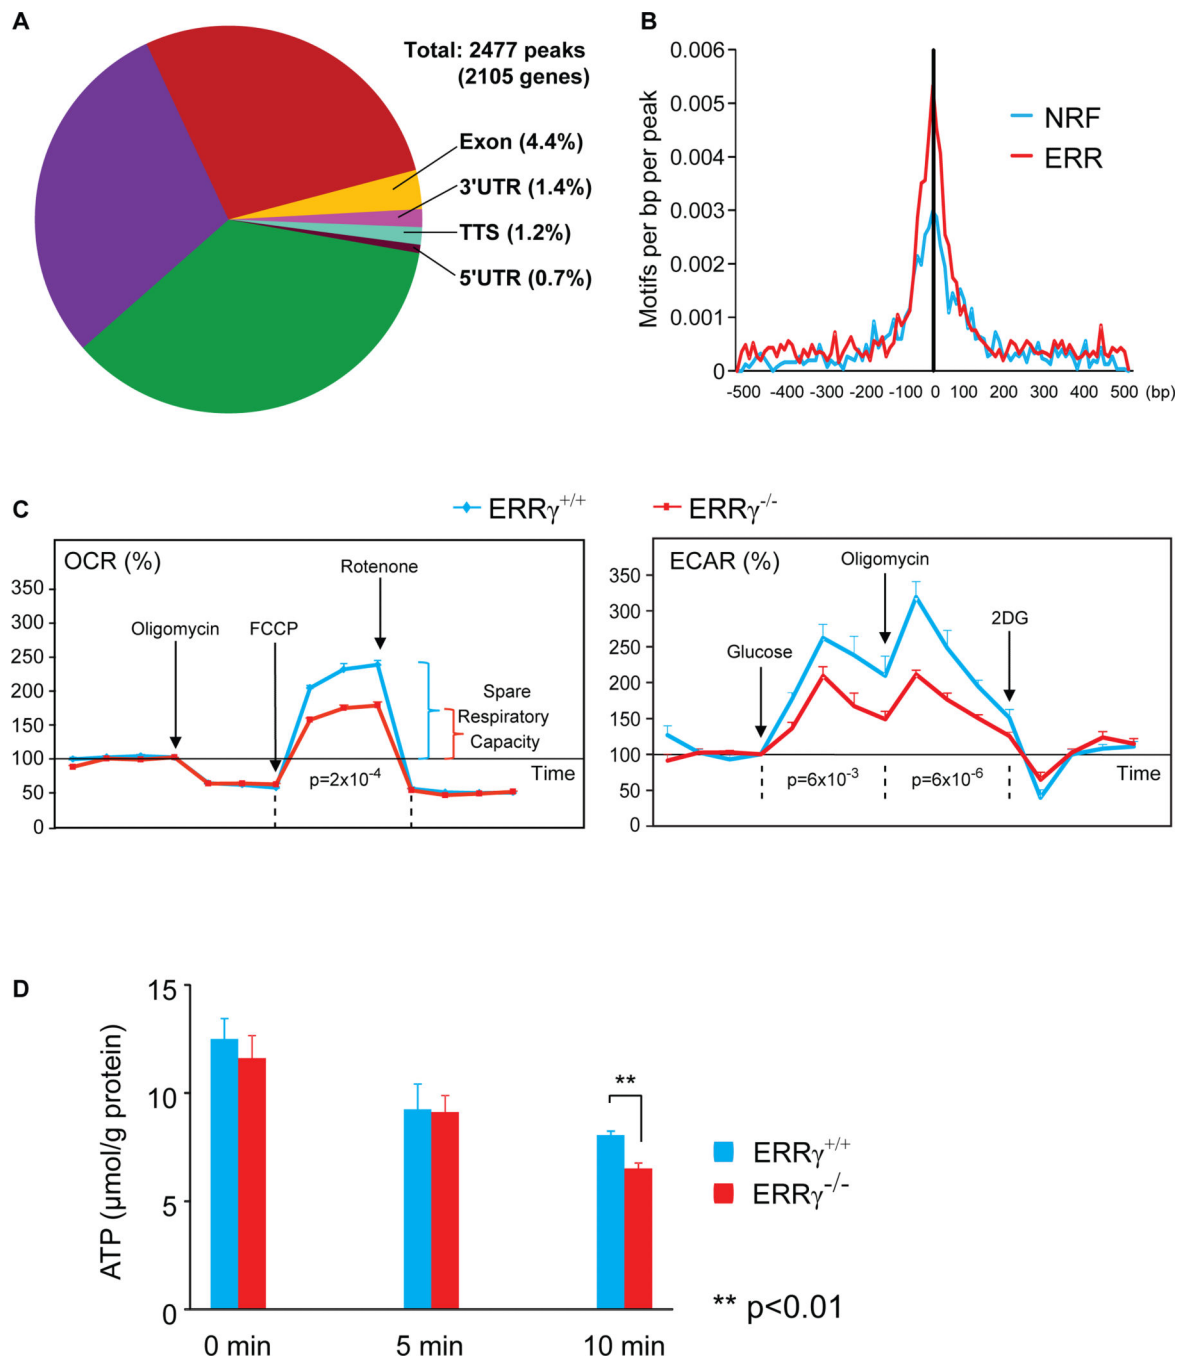 A
Total: 2477 peaks
(2105 genes)
Exon (4.4%)
3'UTR (1.4%)
TTS (1.2%)
5'UTR (0.7%)
B
Motifs per bp per peak
0.006
0.005
0.004
0.003
0.002
0.001
0
-500 -400 -300 -200 -100 0 100 200 300 400 500 (bp)
NRF
ERR
C
ERRγ+/+
ERRγ-/-
OCR (%)
350
300
250
200
150
100
50
0
Oligomycin
FCCP
Rotenone
Spare
Respiratory
Capacity
p=2x10-4
Time
ECAR (%)
350
300
250
200
150
100
50
0
Glucose
Oligomycin
2DG
p=6x10-3
p=6x10-6
Time
D
ATP (µmol/g protein)
15
10
5
0
0 min
5 min
10 min
**
ERRγ+/+
ERRγ-/-
** p<0.01